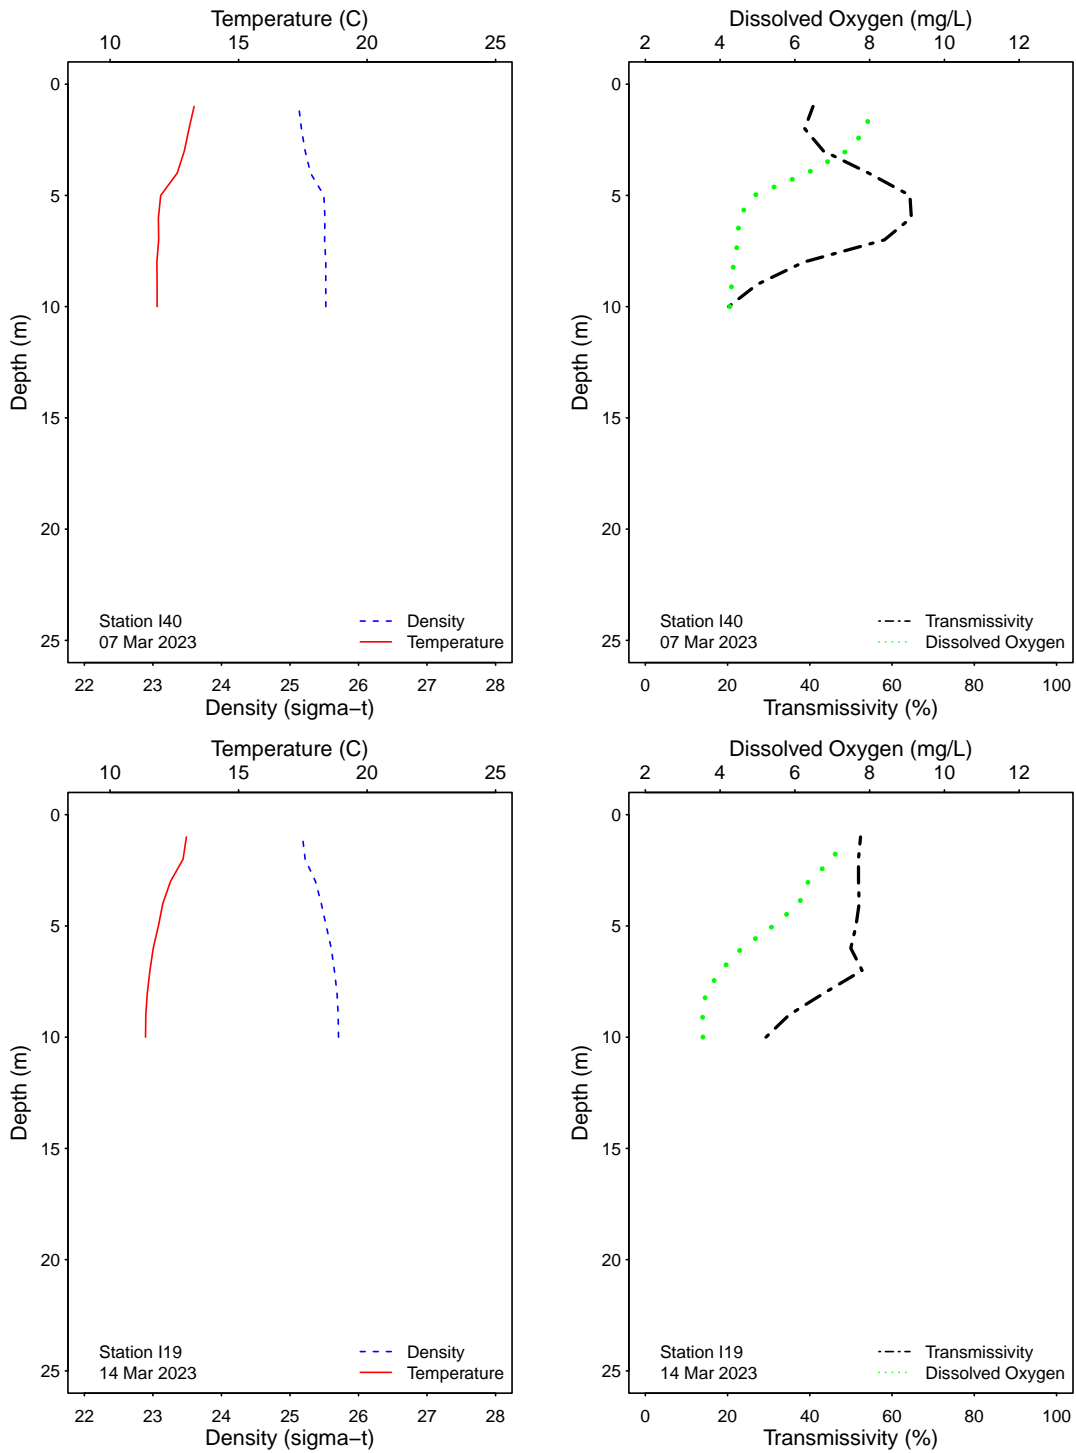 Temperature (C)
10 15 20 25
0
5
10
15
20
25
Depth (m)
Station I40
07 Mar 2023
Density
Temperature
22 23 24 25 26 27 28
Density (sigma−t)
Dissolved Oxygen (mg/L)
2 4 6 8 10 12
0
5
10
15
20
25
Depth (m)
Station I40
07 Mar 2023
Transmissivity
Dissolved Oxygen
0 20 40 60 80 100
Transmissivity (%)
Temperature (C)
10 15 20 25
0
5
10
15
20
25
Depth (m)
Station I19
14 Mar 2023
Density
Temperature
22 23 24 25 26 27 28
Density (sigma−t)
Dissolved Oxygen (mg/L)
2 4 6 8 10 12
0
5
10
15
20
25
Depth (m)
Station I19
14 Mar 2023
Transmissivity
Dissolved Oxygen
0 20 40 60 80 100
Transmissivity (%)